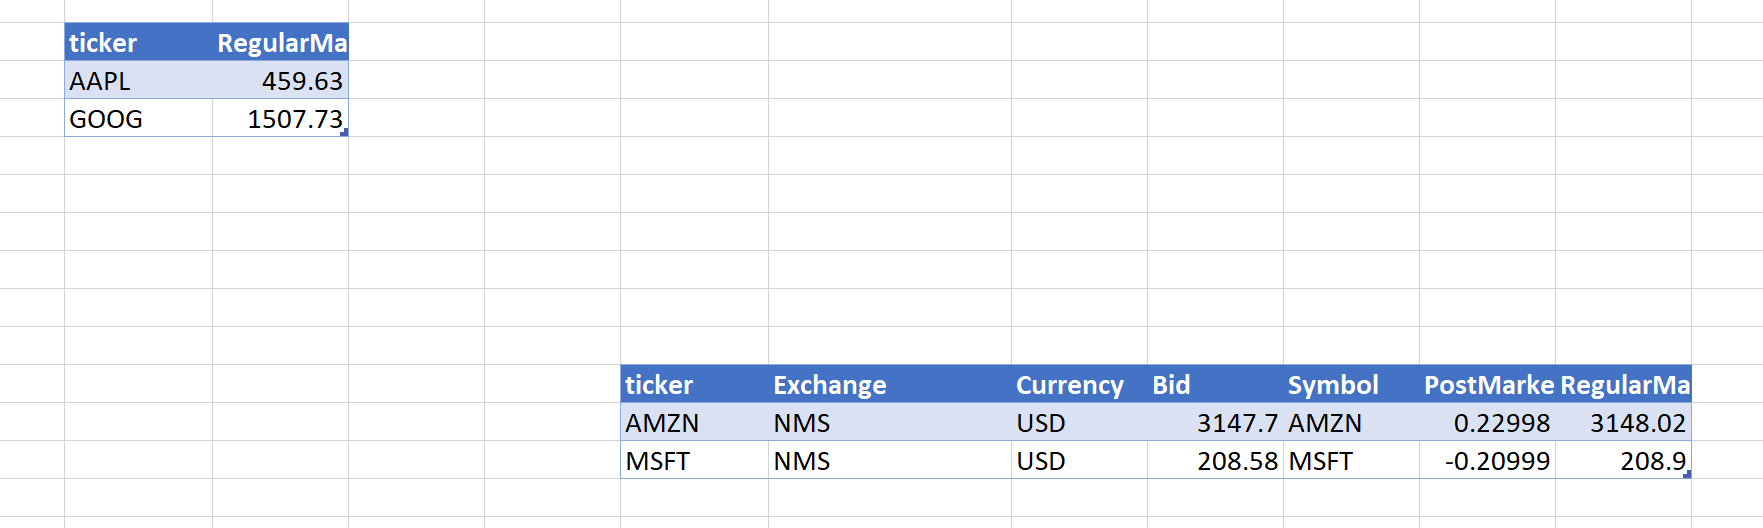 ticker RegularMa
AAPL 459.63
GOOG 1507.73
ticker Exchange Currency Bid Symbol PostMarke RegularMa
AMZN NMS USD 3147.7 AMZN 0.22998 3148.02
MSFT NMS USD 208.58 MSFT -0.20999 208.9